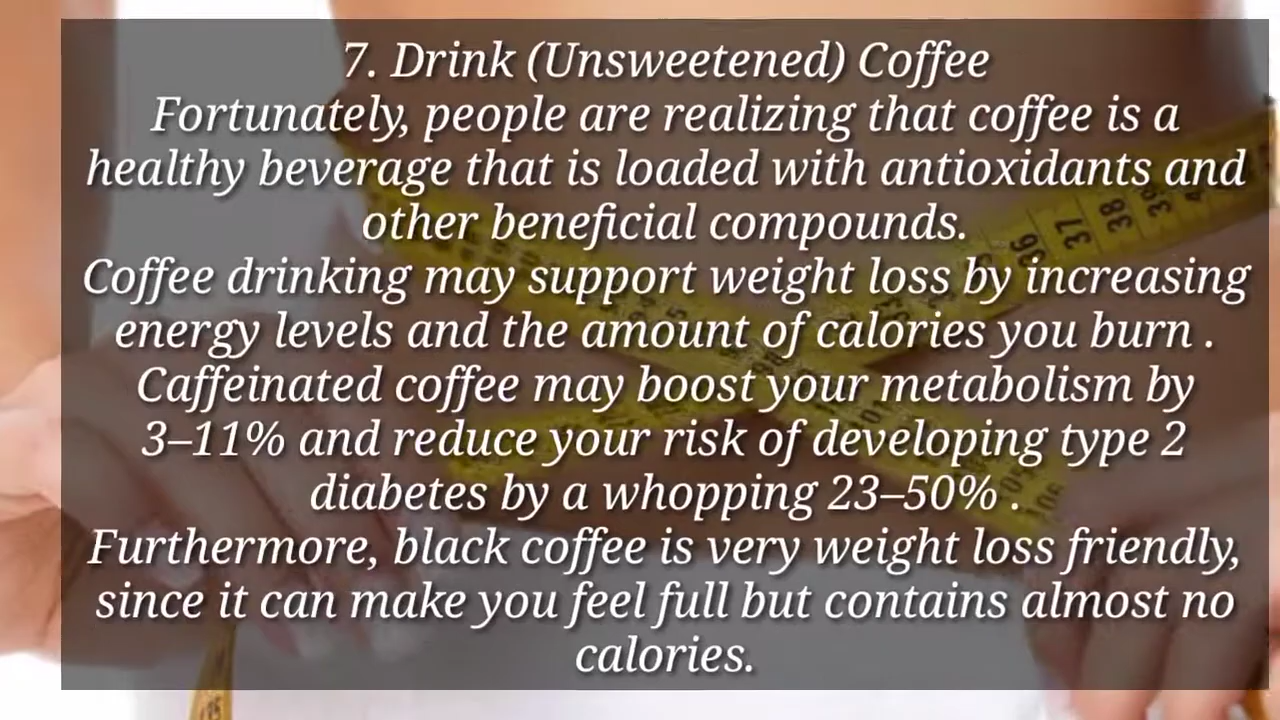 7. Drink (Unsweetened) Coffee
Fortunately, people are realizing that coffee is a
healthy beverage that is loaded with antioxidants and
other beneficial compounds.
Coffee drinking may support weight loss by increasing
energy levels and the amount of calories you burn .
Caffeinated coffee may boost your metabolism by
3–11% and reduce your risk of developing type 2
diabetes by a whopping 23–50% .
Furthermore, black coffee is very weight loss friendly,
since it can make you feel full but contains almost no
calories.
36 37 38 39